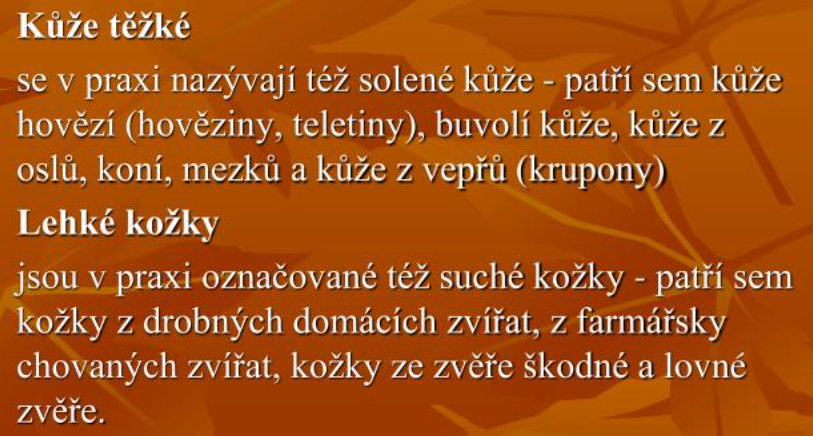 Kůže těžké
se v praxi nazývají též solené kůže - patří sem kůže
hovězí (hověziny, teletiny), buvolí kůže, kůže z
oslů, koní, mezků a kůže z vepřů (krupony)
Lehké kožky
jsou v praxi označované též suché kožky - patří sem
kožky z drobných domácích zvířat, z farmářsky
chovaných zvířat, kožky ze zvěře škodné a lovné
zvěře.